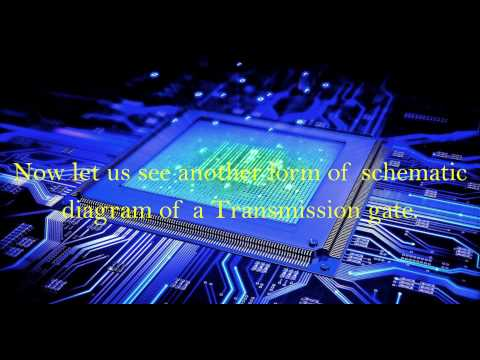 Now let us see another form of schematic
diagram of a Transmission gate.